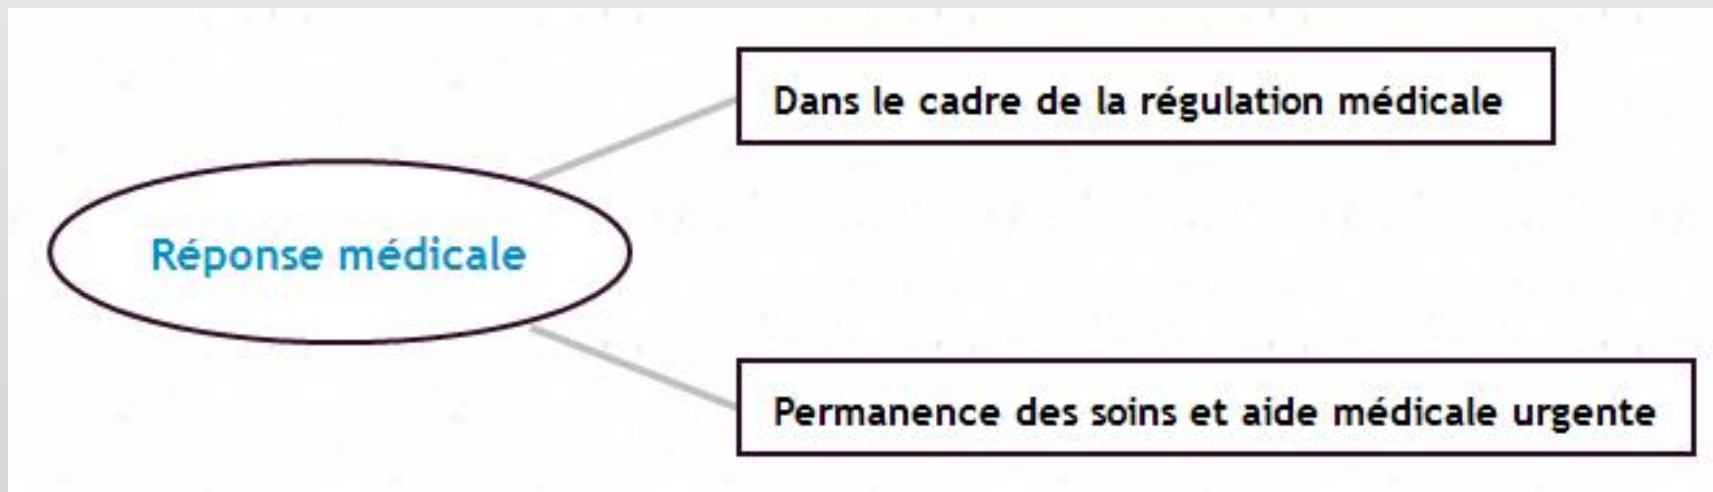 Dans le cadre de la régulation médicale
Réponse médicale
Permanence des soins et aide médicale urgente